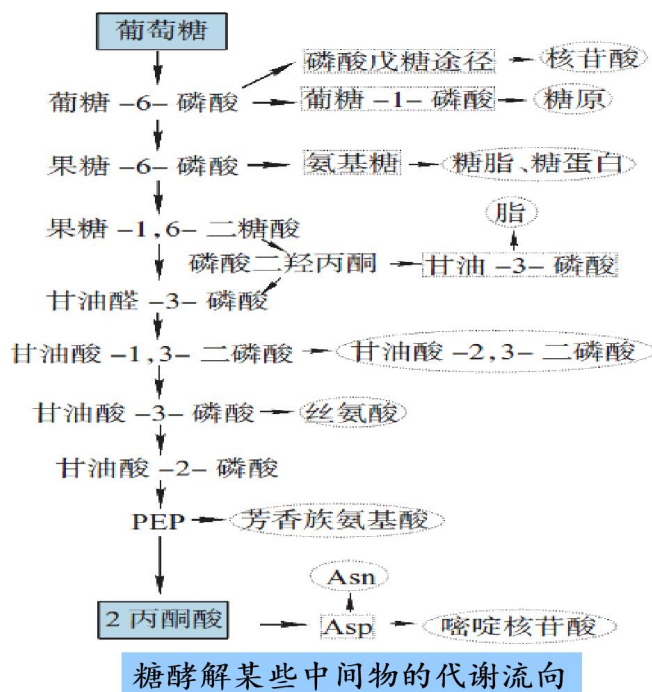 葡萄糖
磷酸戊糖途径 核苷酸
葡糖-6-磷酸 葡糖-1-磷酸 糖原
果糖-6-磷酸 氨基糖 糖脂、糖蛋白
脂
果糖-1,6-二糖酸
磷酸二羟丙酮 甘油-3-磷酸
甘油醛-3-磷酸
甘油酸-1,3-二磷酸 甘油酸-2,3-二磷酸
甘油酸-3-磷酸 丝氨酸
甘油酸-2-磷酸
PEP 芳香族氨基酸
Asn
2丙酮酸 Asp 嘧啶核苷酸
糖酵解某些中间物的代谢流向